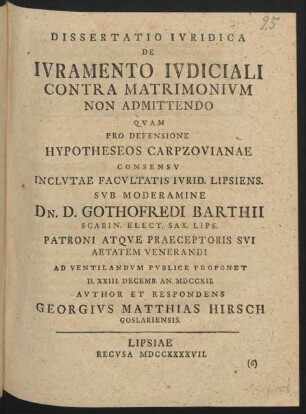 25
DISSERTATIO IVRIDICA
DE
IVRAMENTO IVDICIALI
CONTRA MATRIMONIVM
NON ADMITTENDO
QVAM
PRO DEFENSIONE
HYPOTHESEOS CARPZOVIANAE
CONSENSV
INCLVTAE FACVLTATIS IVRID. LIPSIENS.
SVB MODERAMINE
DN. D. GOTHOFREDI BARTHII
SCABIN. ELECT. SAX. LIPS.
PATRONI ATQVE PRAECEPTORIS SVI
AETATEM VENERANDI
AD VENTILANDVM PVBLICE PROPONET
D. XXIII. DECEMB. AN. MDCCXII.
AVTHOR ET RESPONDENS
GEORGIVS MATTHIAS HIRSCH
GOSLARIENSIS.
LIPSIAE
RECVSA MDCCXXXXVII.
(6)